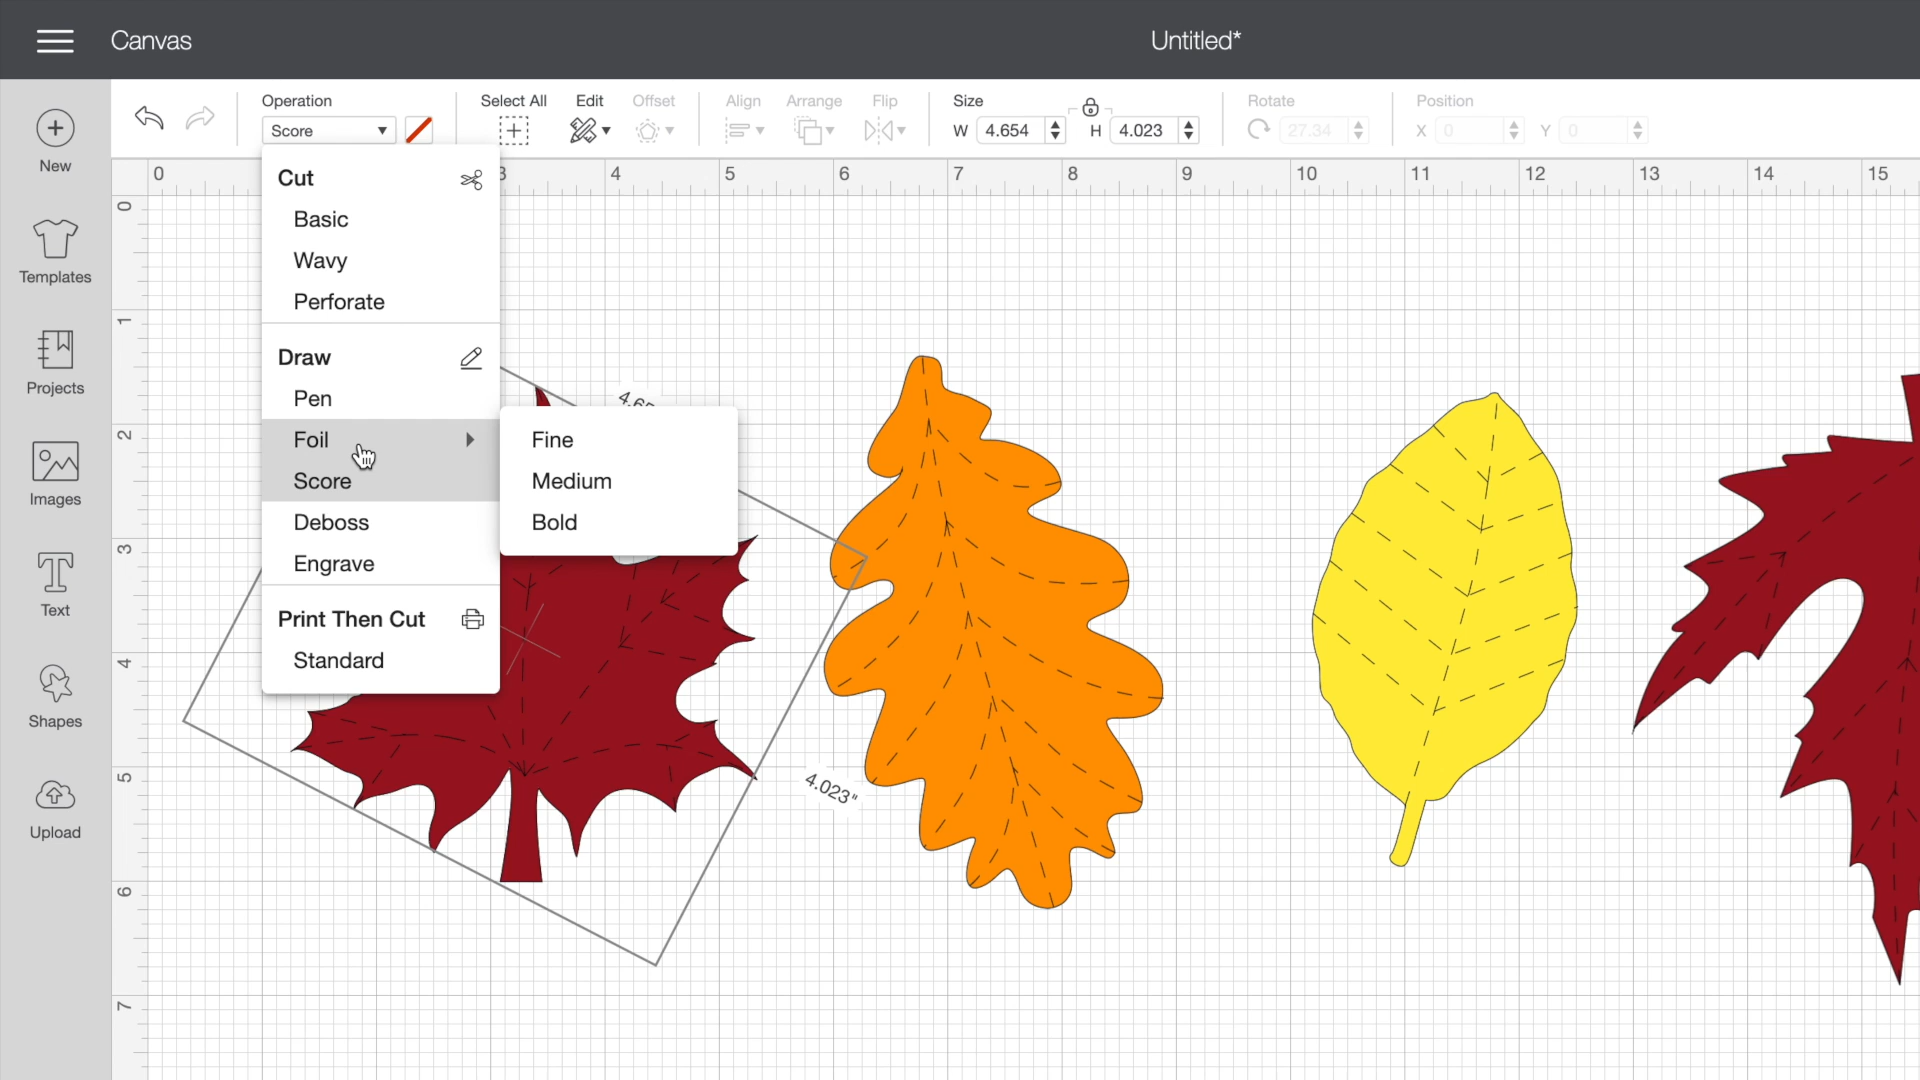 Canvas
Untitled*
New
Templates
Projects
Images
Text
Shapes
Upload
Operation
Score
Select All
Edit
Offset
Align
Arrange
Flip
Size
W 4.654
H 4.023
Rotate
27.34
Position
X 0
Y 0
0 3 4 5 6 7 8 9 10 11 12 13 14 15
0
1
2
3
4
5
6
7
Cut
Basic
Wavy
Perforate
Draw
Pen
Foil
Score
Deboss
Engrave
Print Then Cut
Standard
Fine
Medium
Bold
4.023"